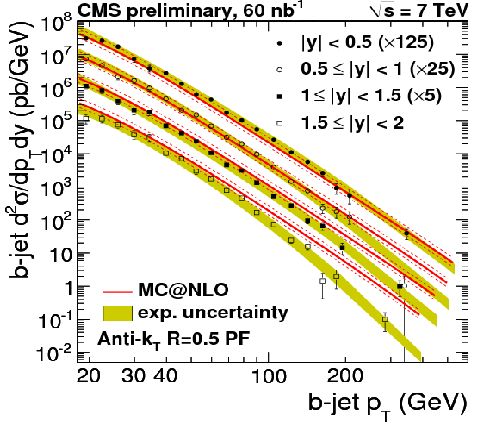 CMS preliminary, 60 nb⁻¹ √s = 7 TeV
b-jet d²σ/dp_T dy (pb/GeV)
10⁸
10⁷
10⁶
10⁵
10⁴
10³
10²
10
1
10⁻¹
10⁻²
|y| < 0.5 (×125)
0.5 ≤ |y| < 1 (×25)
1 ≤ |y| < 1.5 (×5)
1.5 ≤ |y| < 2
MC@NLO
exp. uncertainty
Anti-k_T R=0.5 PF
20 30 40 100 200
b-jet p_T (GeV)